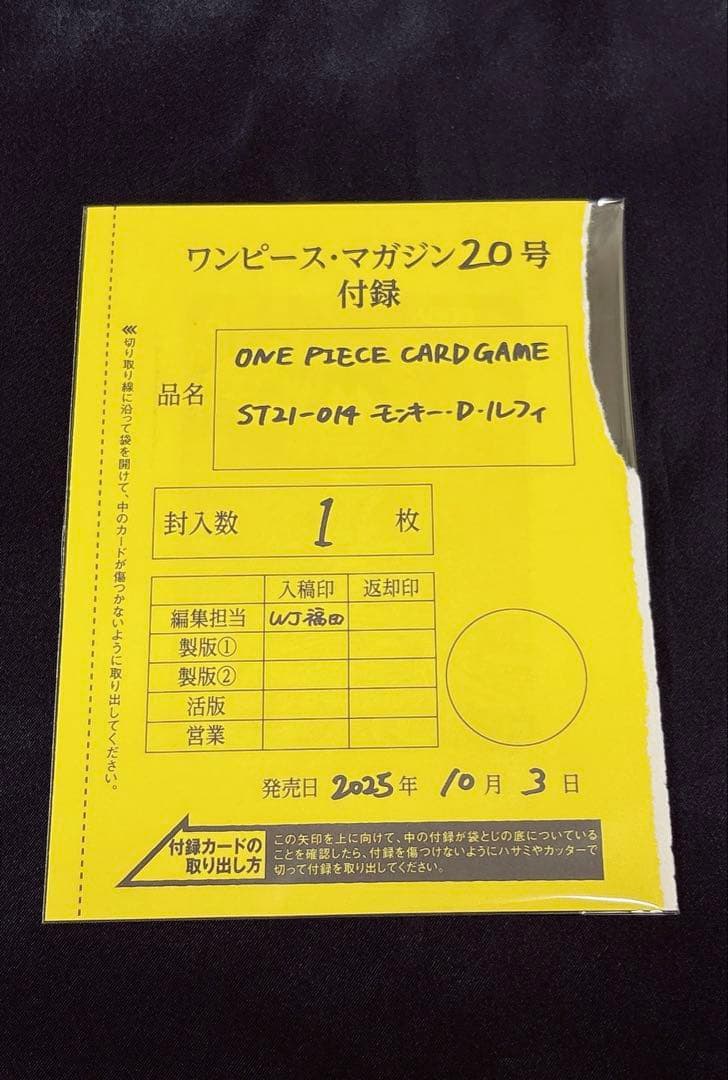 ワンピース・マガジン20号
付録
品名
ONE PIECE CARD GAME
ST21-014 モンキー・D・ルフィ
封入数 1 枚
入稿印 返却印
編集担当 WJ福田
製版①
製版②
活版
営業
発売日 2025年 10月 3日
≪切り取り線に沿って袋を開けて、中のカードが傷つかないように取り出してください。
付録カードの
取り出し方
この矢印を上に向けて、中の付録が袋とじの底についている
ことを確認したら、付録を傷つけないようにハサミやカッターで
切って付録を取り出してください。